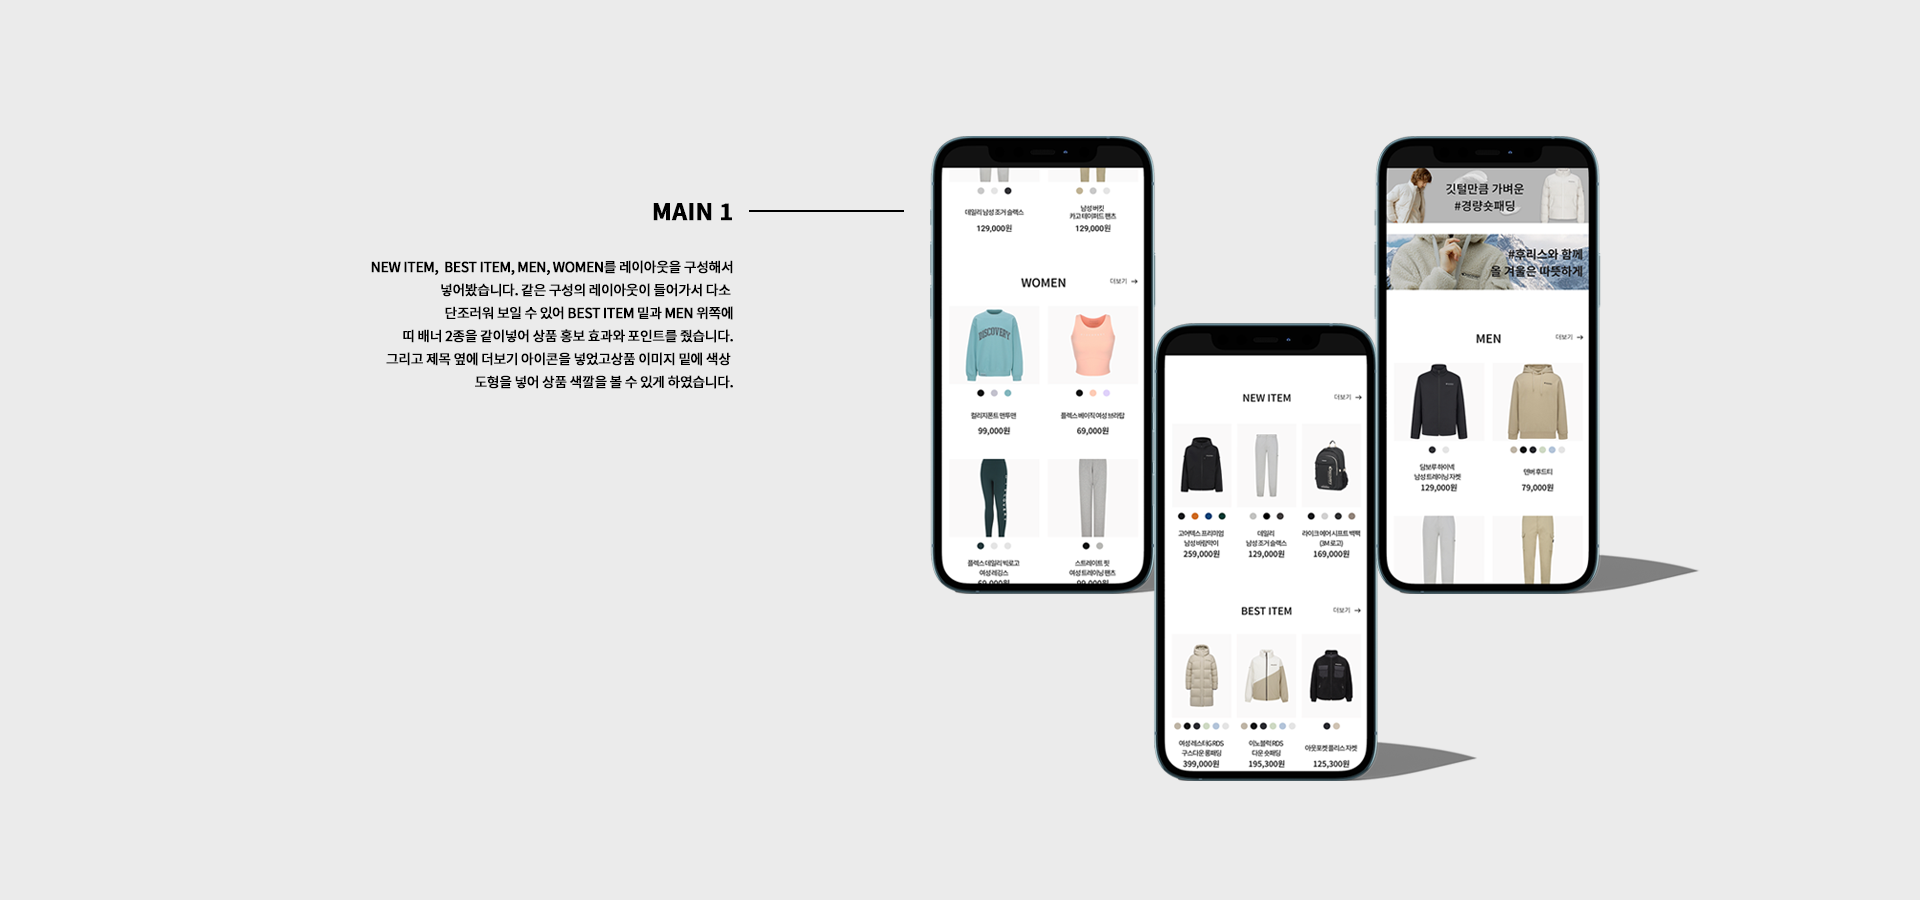 MAIN 1
NEW ITEM,  BEST ITEM, MEN, WOMEN를 레이아웃을 구성해서
넣어봤습니다. 같은 구성의 레이아웃이 들어가서 다소
단조러워 보일 수 있어 BEST ITEM 밑과 MEN 위쪽에
띠 배너 2종을 같이넣어 상품 홍보 효과와 포인트를 줬습니다.
그리고 제목 옆에 더보기 아이콘을 넣었고상품 이미지 밑에 색상
도형을 넣어 상품 색깔을 볼 수 있게 하였습니다.
데일리 남성 조거 슬랙스
129,000원
남성 버킷
카고 테이퍼드 팬츠
129,000원
WOMEN
더보기 →
DISCOVERY
컬리지폰트 맨투맨
99,000원
플렉스 베이직 여성 브라탑
69,000원
플렉스 데일리 빅로고
여성 레깅스
69,000원
스트레이트 핏
여성 트레이닝 팬츠
99,000원
NEW ITEM
더보기 →
고어텍스 프리미엄
남성 바람막이
259,000원
데일리
남성 조거 슬랙스
129,000원
라이크 에어 시프트 백팩
(3M 로고)
169,000원
BEST ITEM
더보기 →
여성 레스터G RDS
구스다운 롱패딩
399,000원
이노블럭 RDS
다운 숏패딩
195,300원
아웃포켓 플리스 자켓
125,300원
깃털만큼 가벼운
#경량숏패딩
#후리스와 함께
올 겨울은 따뜻하게
MEN
더보기 →
담보투 하이넥
남성 트레이닝 자켓
129,000원
덴버 후드티
79,000원